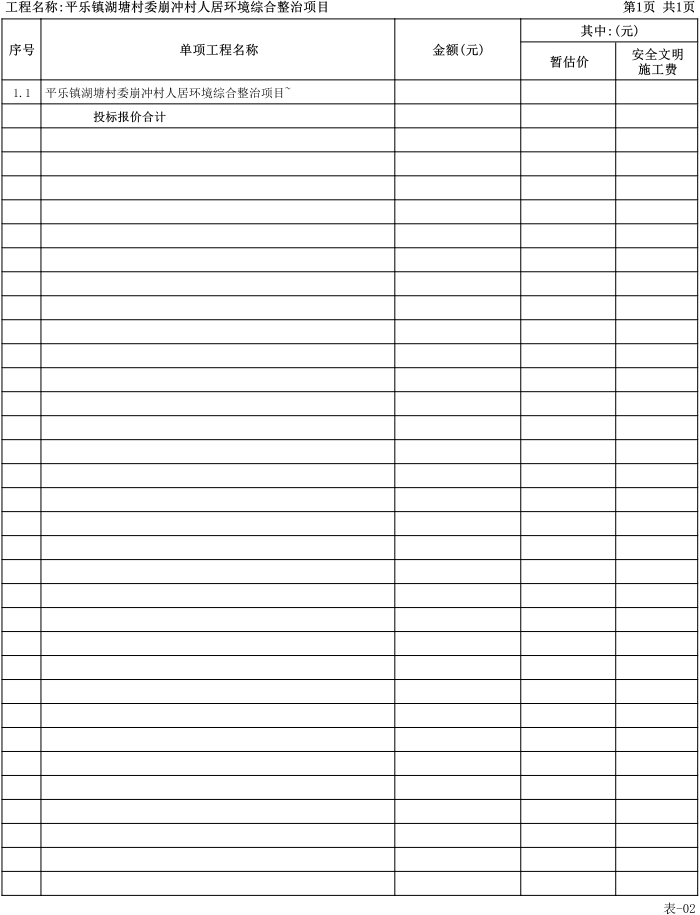 工程名称:平乐镇湖塘村委崩冲村人居环境综合整治项目 第1页 共1页
序号 单项工程名称 金额(元) 其中:(元)
暂估价 安全文明
施工费
1.1 平乐镇湖塘村委崩冲村人居环境综合整治项目~
投标报价合计
表-02